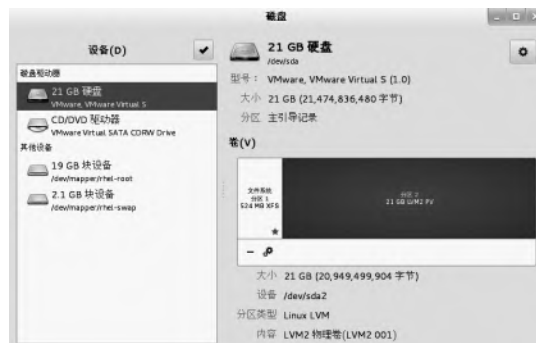 磁盘
设备(D)
磁盘驱动器
21 GB 硬盘
VMware, VMware Virtual S
CD/DVD 驱动器
VMware Virtual SATA CDRW Drive
其他设备
19 GB 块设备
/dev/mapper/rhel-root
2.1 GB 块设备
/dev/mapper/rhel-swap
21 GB 硬盘
/dev/sda
型号： VMware, VMware Virtual S (1.0)
大小 21 GB (21,474,836,480 字节)
分区 主引导记录
卷(V)
文件系统
分区 1
524 MB XFS
分区 2
21 GB LVM2 PV
大小 21 GB (20,949,499,904 字节)
设备 /dev/sda2
分区类型 Linux LVM
内容 LVM2 物理卷(LVM2 001)